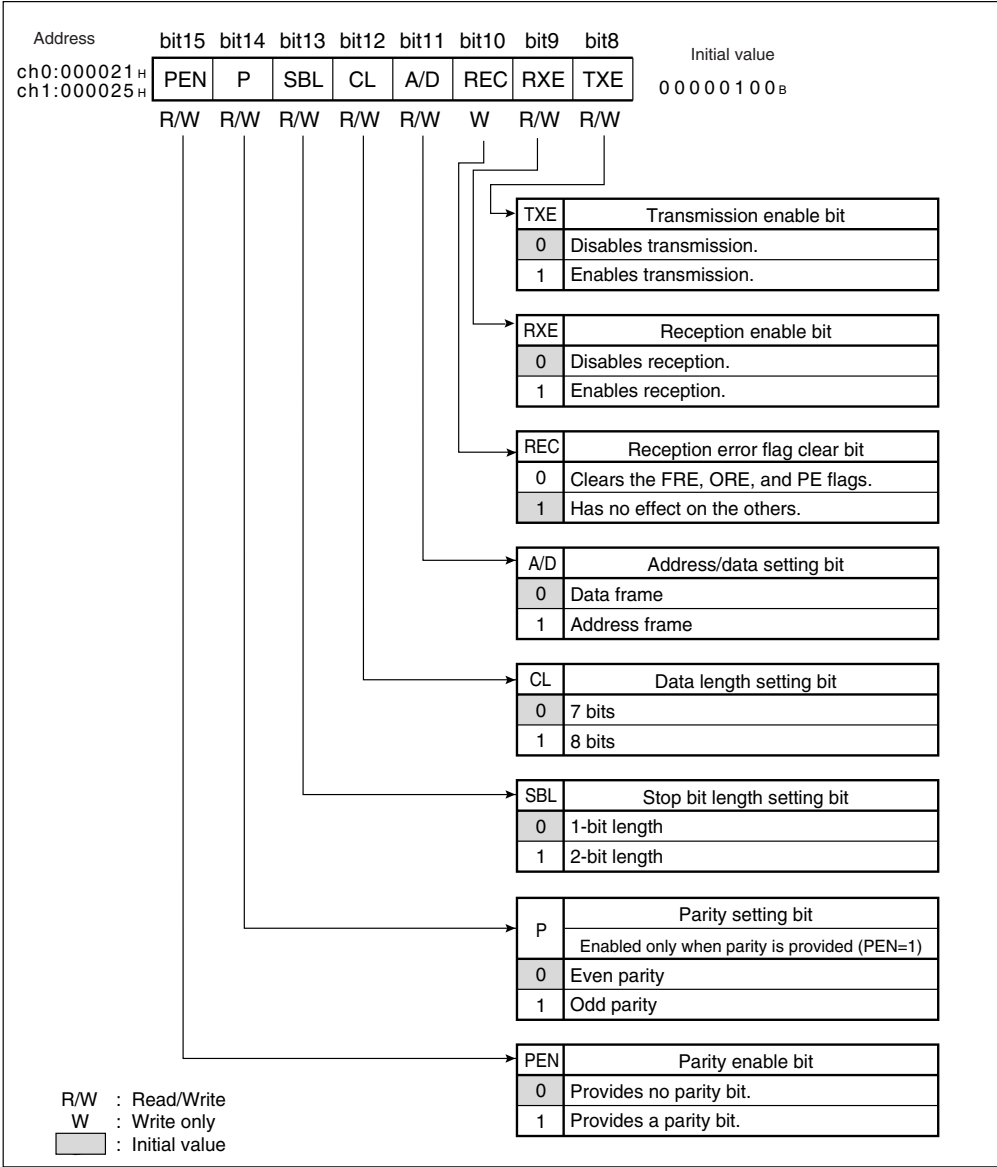 Address bit15 bit14 bit13 bit12 bit11 bit10 bit9 bit8 Initial value
ch0:000021H
ch1:000025H
PEN P SBL CL A/D REC RXE TXE 00000100B
R/W R/W R/W R/W R/W W R/W R/W
TXE Transmission enable bit
0 Disables transmission.
1 Enables transmission.
RXE Reception enable bit
0 Disables reception.
1 Enables reception.
REC Reception error flag clear bit
0 Clears the FRE, ORE, and PE flags.
1 Has no effect on the others.
A/D Address/data setting bit
0 Data frame
1 Address frame
CL Data length setting bit
0 7 bits
1 8 bits
SBL Stop bit length setting bit
0 1-bit length
1 2-bit length
P Parity setting bit
Enabled only when parity is provided (PEN=1)
0 Even parity
1 Odd parity
PEN Parity enable bit
0 Provides no parity bit.
1 Provides a parity bit.
R/W : Read/Write
W : Write only
: Initial value